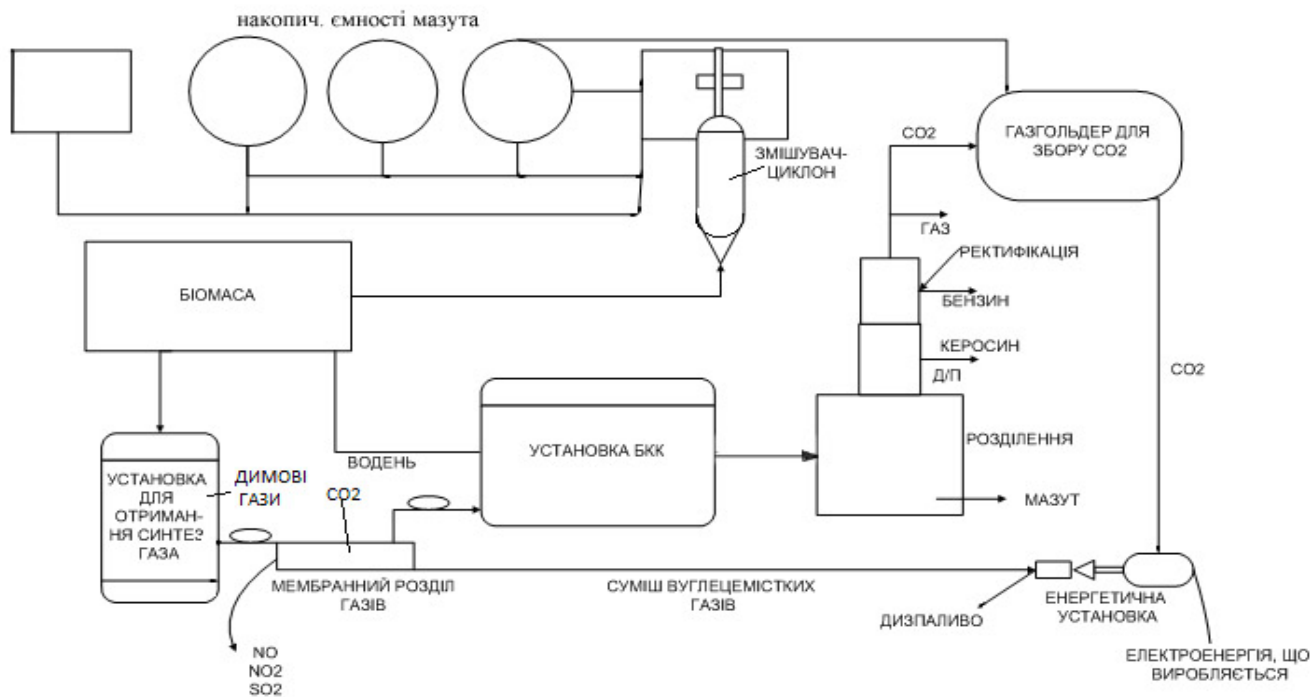 накопич. ємності мазута
ЗМІШУВАЧ-
ЦИКЛОН
CO2
ГАЗГОЛЬДЕР ДЛЯ
ЗБОРУ CO2
ГАЗ
РЕКТИФІКАЦІЯ
БЕНЗИН
КЕРОСИН
Д/П
CO2
БІОМАСА
ВОДЕНЬ
УСТАНОВКА БКК
РОЗДІЛЕННЯ
МАЗУТ
УСТАНОВКА
ДЛЯ
ОТРИМАН-
НЯ СИНТЕЗ
ГАЗА
ДИМОВІ
ГАЗИ
CO2
МЕМБРАННИЙ РОЗДІЛ
ГАЗІВ
СУМІШ ВУГЛЕЦЕМІСТКИХ
ГАЗІВ
ДИЗПАЛИВО
ЕНЕРГЕТИЧНА
УСТАНОВКА
ЕЛЕКТРОЕНЕРГІЯ, ЩО
ВИРОБЛЯЄТЬСЯ
NO
NO2
SO2